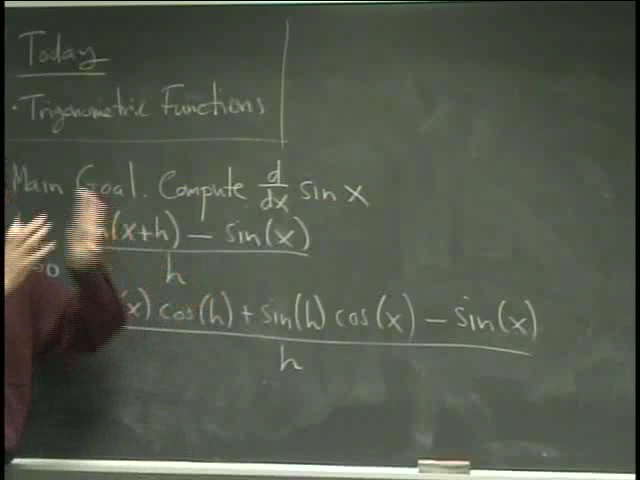 Today
· Trigonometric Functions
Main Goal. Compute d/dx sin x
(x+h) − sin(x)
h
(x) cos(h) + sin(h) cos(x) − sin(x)
h